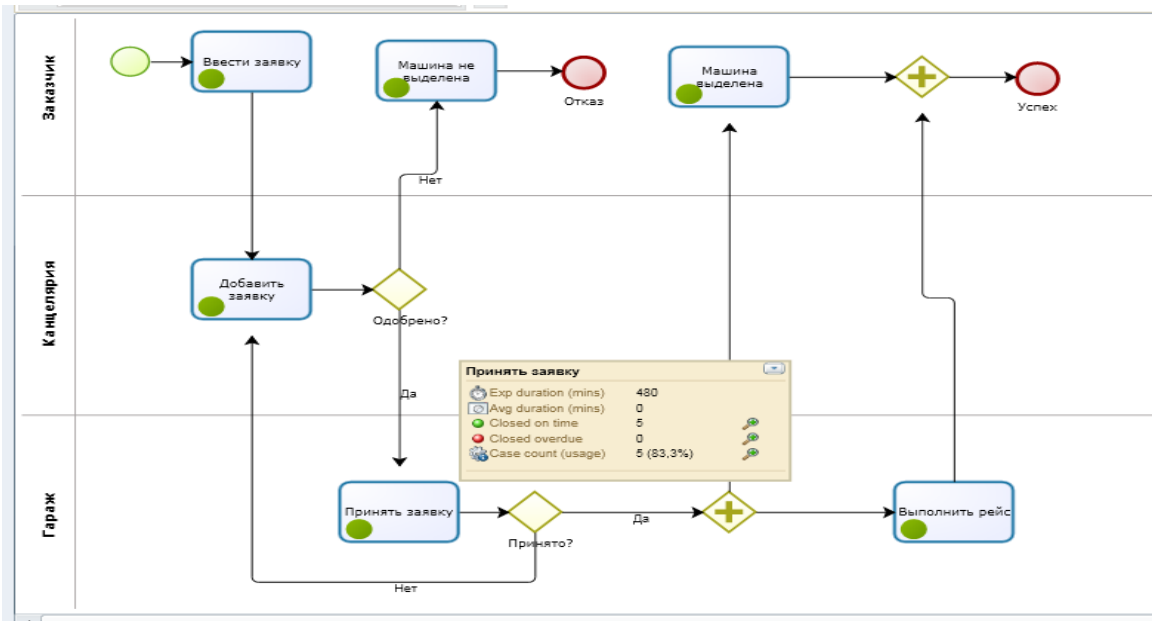 Заказчик
Ввести заявку
Машина не
выделена
Отказ
Машина
выделена
Успех
Нет
Канцелярия
Добавить
заявку
Одобрено?
Да
Принять заявку
Exp duration (mins) 480
Avg duration (mins) 0
Closed on time 5
Closed overdue 0
Case count (usage) 5 (83,3%)
Гараж
Принять заявку
Принято?
Да
Выполнить рейс
Нет